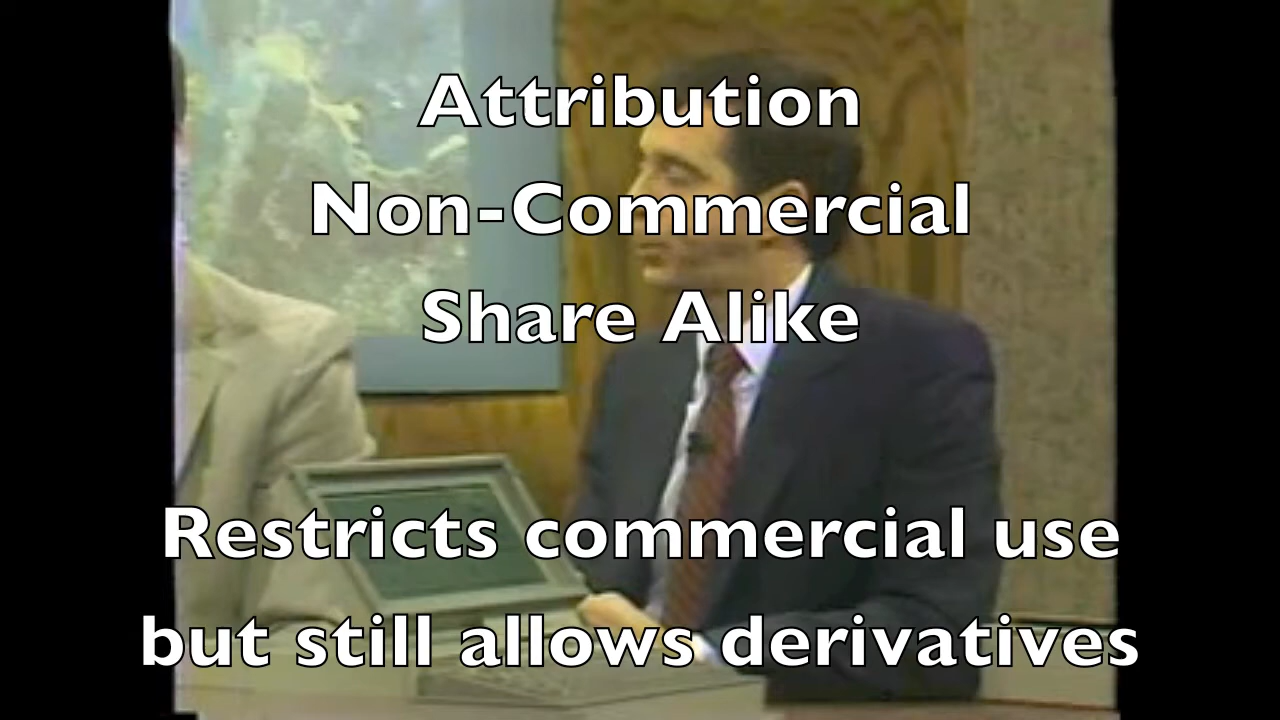 Attribution
Non-Commercial
Share Alike
Restricts commercial use
but still allows derivatives